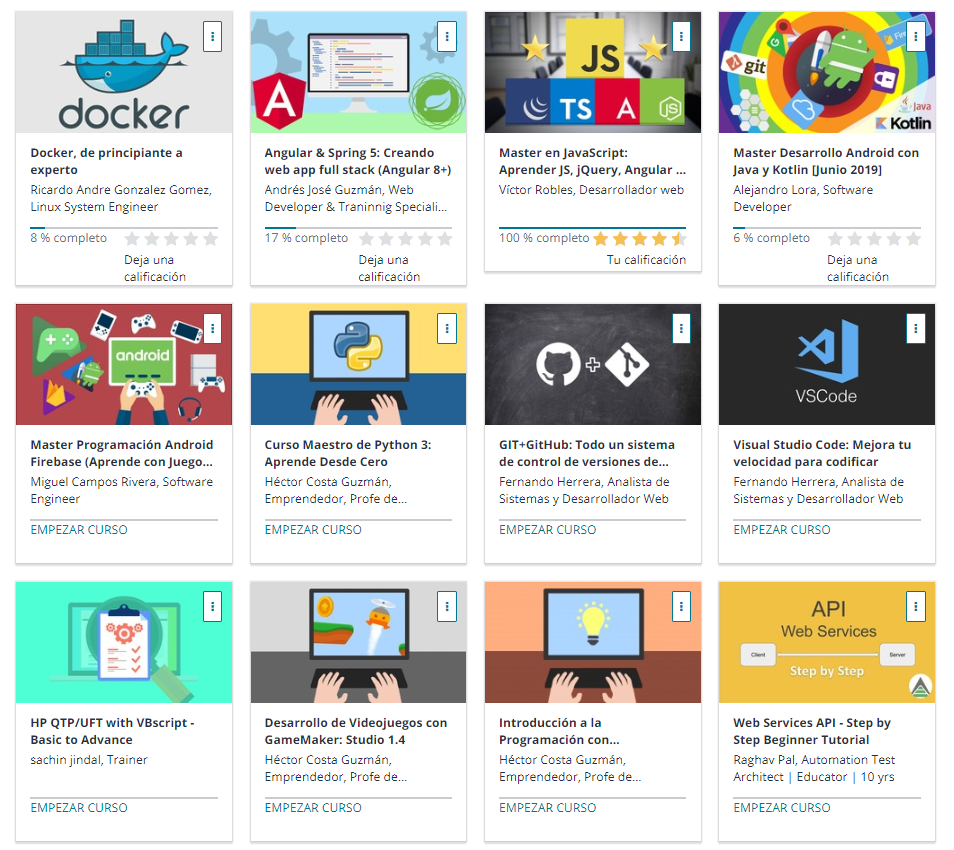 docker
Docker, de principiante a
experto
Ricardo Andre Gonzalez Gomez,
Linux System Engineer
8 % completo
Deja una
calificación
A
Angular & Spring 5: Creando
web app full stack (Angular 8+)
Andrés José Guzmán, Web
Developer & Traninnig Speciali...
17 % completo
Deja una
calificación
JS
TS
A
Master en JavaScript:
Aprender JS, jQuery, Angular ...
Víctor Robles, Desarrollador web
100 % completo
Tu calificación
git
Java
Kotlin
Master Desarrollo Android con
Java y Kotlin [Junio 2019]
Alejandro Lora, Software
Developer
6 % completo
Deja una
calificación
android
Master Programación Android
Firebase (Aprende con Juego...
Miguel Campos Rivera, Software
Engineer
EMPEZAR CURSO
Curso Maestro de Python 3:
Aprende Desde Cero
Héctor Costa Guzmán,
Emprendedor, Profe de...
EMPEZAR CURSO
GIT+GitHub: Todo un sistema
de control de versiones de...
Fernando Herrera, Analista de
Sistemas y Desarrollador Web
EMPEZAR CURSO
VSCode
Visual Studio Code: Mejora tu
velocidad para codificar
Fernando Herrera, Analista de
Sistemas y Desarrollador Web
EMPEZAR CURSO
HP QTP/UFT with VBscript -
Basic to Advance
sachin jindal, Trainer
EMPEZAR CURSO
Desarrollo de Videojuegos con
GameMaker: Studio 1.4
Héctor Costa Guzmán,
Emprendedor, Profe de...
EMPEZAR CURSO
Introducción a la
Programación con...
Héctor Costa Guzmán,
Emprendedor, Profe de...
EMPEZAR CURSO
API
Web Services
Client
Server
Step by Step
Web Services API - Step by
Step Beginner Tutorial
Raghav Pal, Automation Test
Architect | Educator | 10 yrs
EMPEZAR CURSO